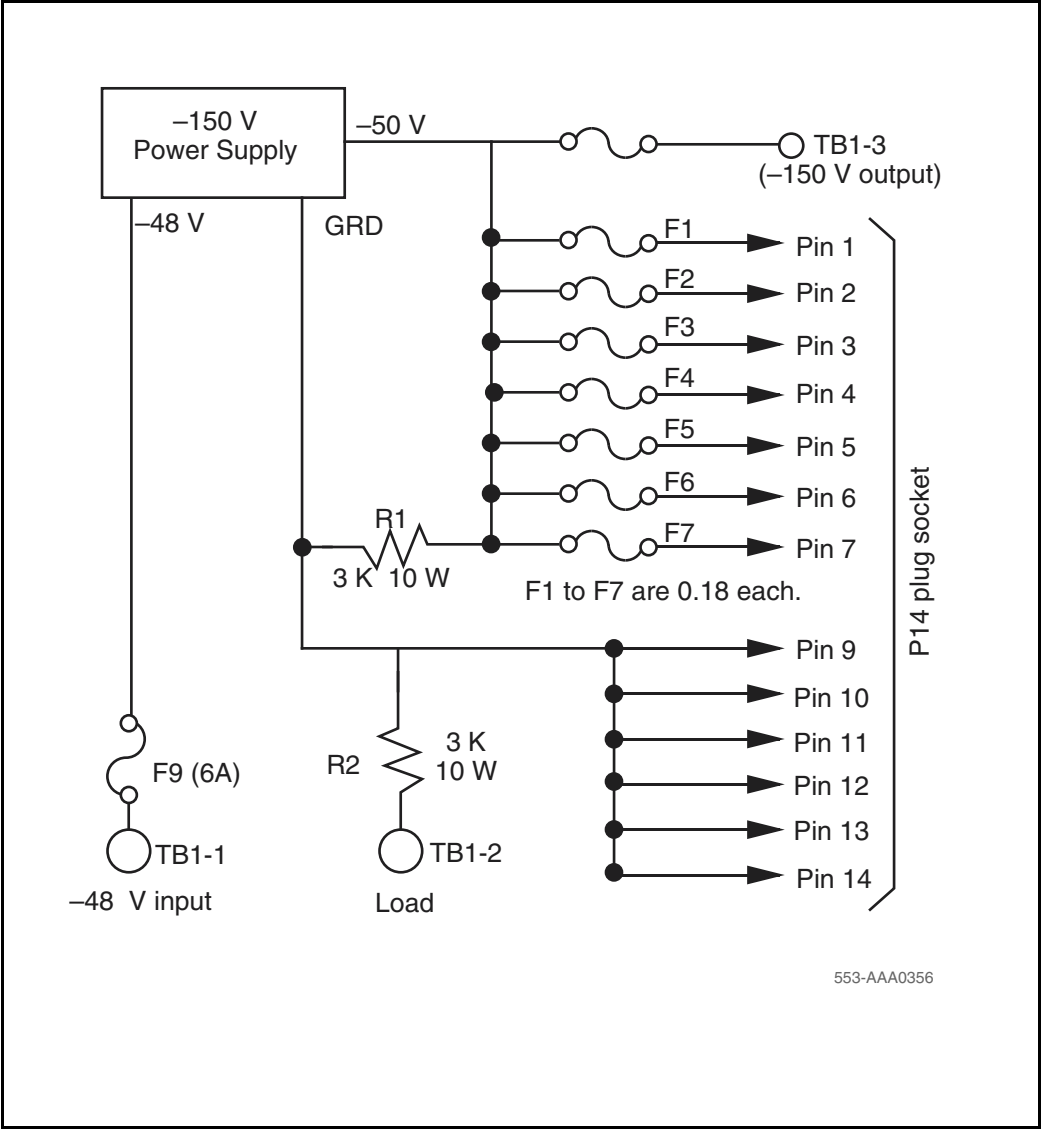 –150 V
Power Supply
–50 V
TB1-3
(–150 V output)
–48 V
GRD
F1
Pin 1
F2
Pin 2
F3
Pin 3
F4
Pin 4
F5
Pin 5
F6
Pin 6
R1
F7
Pin 7
3 K 10 W
F1 to F7 are 0.18 each.
P14 plug socket
Pin 9
Pin 10
Pin 11
Pin 12
Pin 13
Pin 14
R2
3 K
10 W
F9 (6A)
TB1-1
–48 V input
TB1-2
Load
553-AAA0356